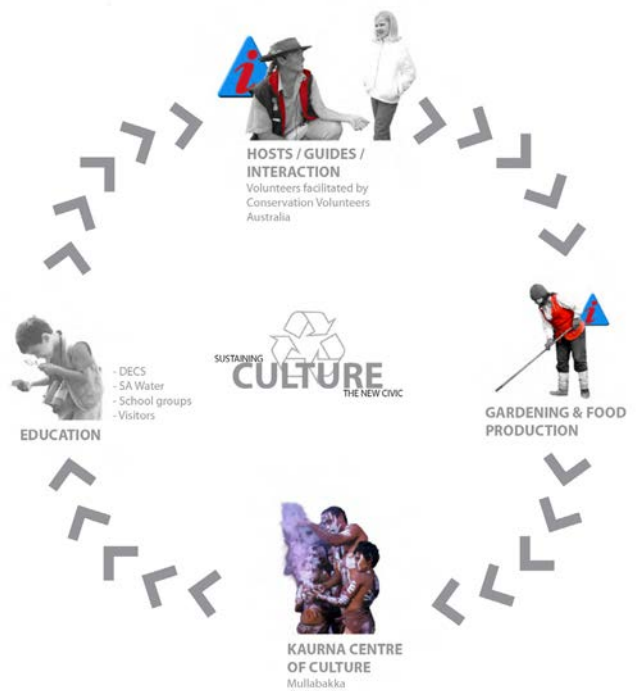 HOSTS / GUIDES /
INTERACTION
Volunteers facilitated by
Conservation Volunteers
Australia
- DECS
- SA Water
- School groups
- Visitors
EDUCATION
SUSTAINING
CULTURE
THE NEW CIVIC
GARDENING & FOOD
PRODUCTION
KAURNA CENTRE
OF CULTURE
Mullabakka